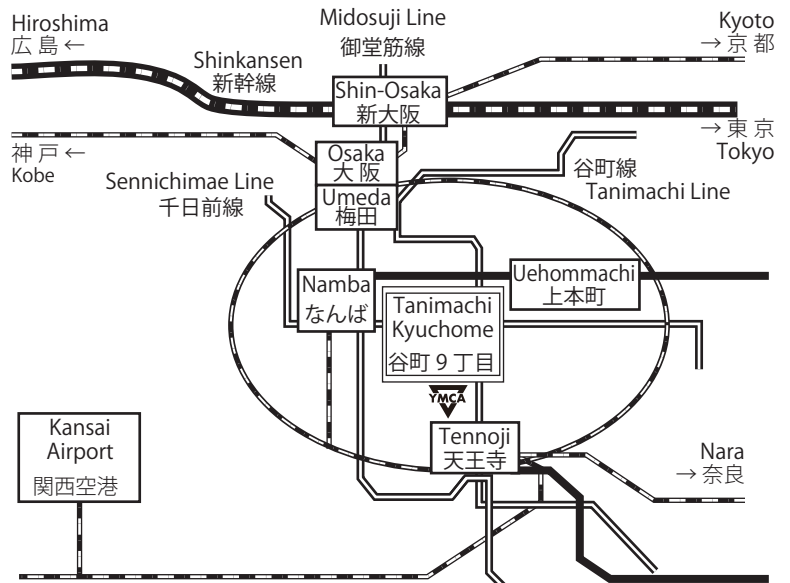 Hiroshima
広島 ←
Midosuji Line
御堂筋線
Kyoto
→ 京都
Shinkansen
新幹線
Shin-Osaka
新大阪
→ 東京
Tokyo
神戸 ←
Kobe
Osaka
大阪
Umeda
梅田
谷町線
Tanimachi Line
Sennichimae Line
千日前線
Namba
なんば
Uehommachi
上本町
Tanimachi
Kyuchome
谷町9丁目
YMCA
Tennoji
天王寺
Kansai
Airport
関西空港
Nara
→ 奈良